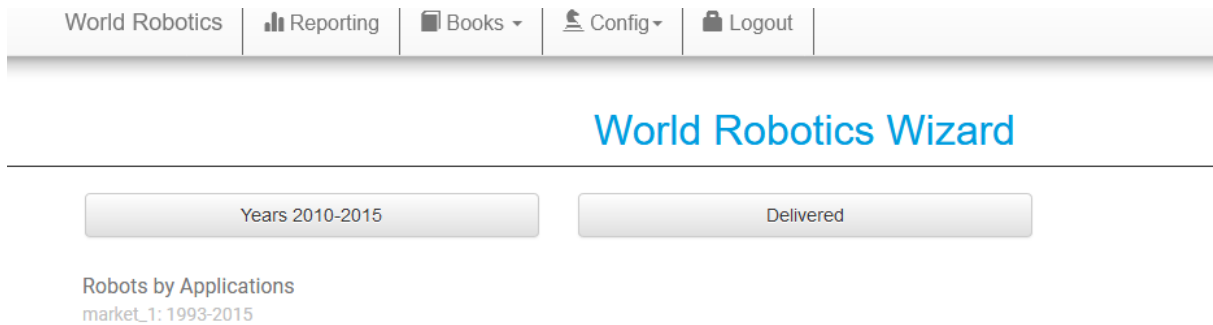 World Robotics Reporting Books Config Logout
World Robotics Wizard
Years 2010-2015 Delivered
Robots by Applications
market_1: 1993-2015